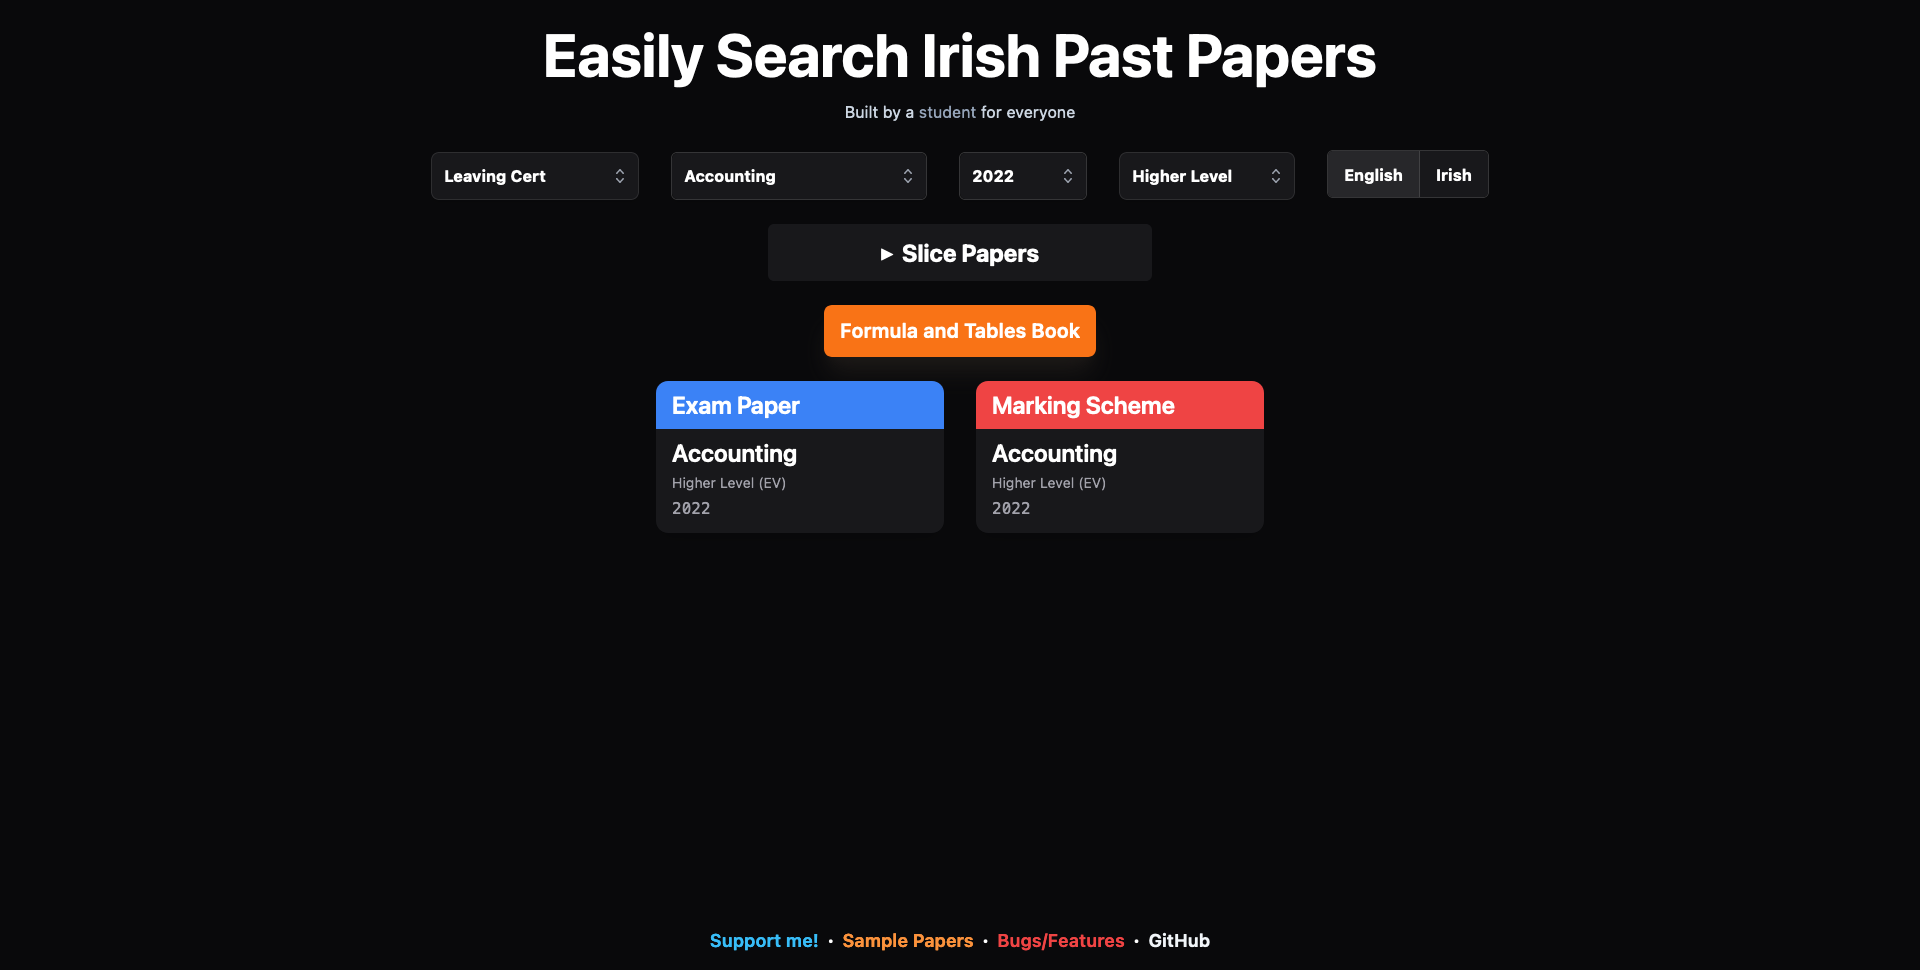 Easily Search Irish Past Papers
Built by a student for everyone
Leaving Cert
Accounting
2022
Higher Level
English
Irish
▶ Slice Papers
Formula and Tables Book
Exam Paper
Accounting
Higher Level (EV)
2022
Marking Scheme
Accounting
Higher Level (EV)
2022
Support me! · Sample Papers · Bugs/Features · GitHub